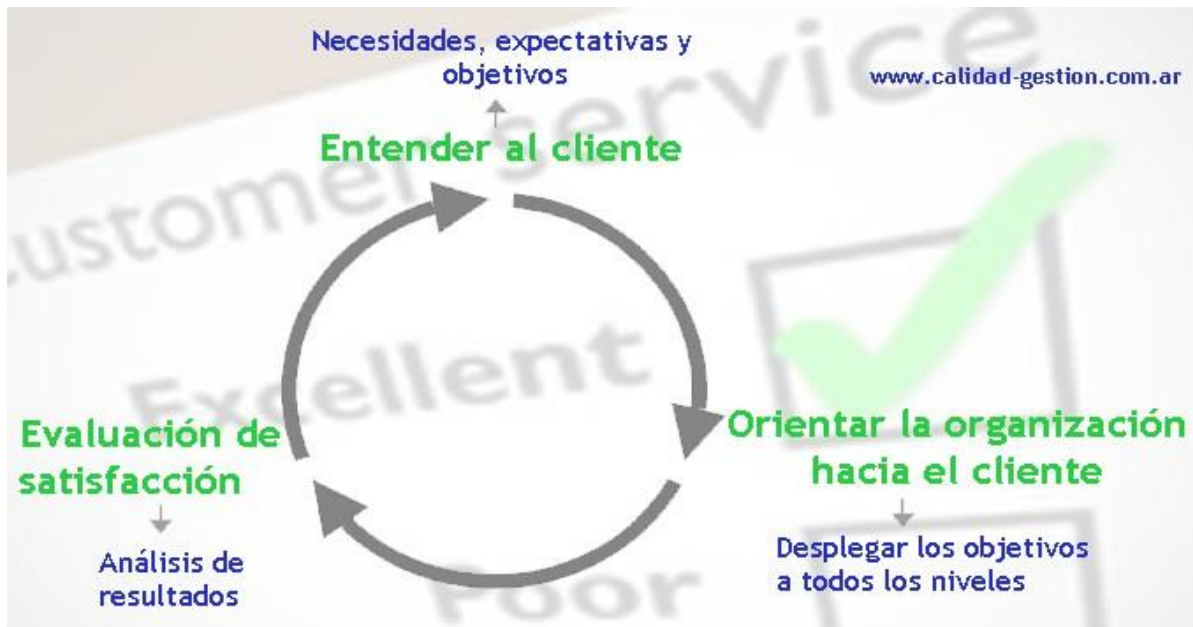 Necesidades, expectativas y
objetivos
www.calidad-gestion.com.ar
Entender al cliente
customer service
Excellent
Evaluación de
satisfacción
Orientar la organización
hacia el cliente
Análisis de
resultados
Desplegar los objetivos
a todos los niveles
Poor